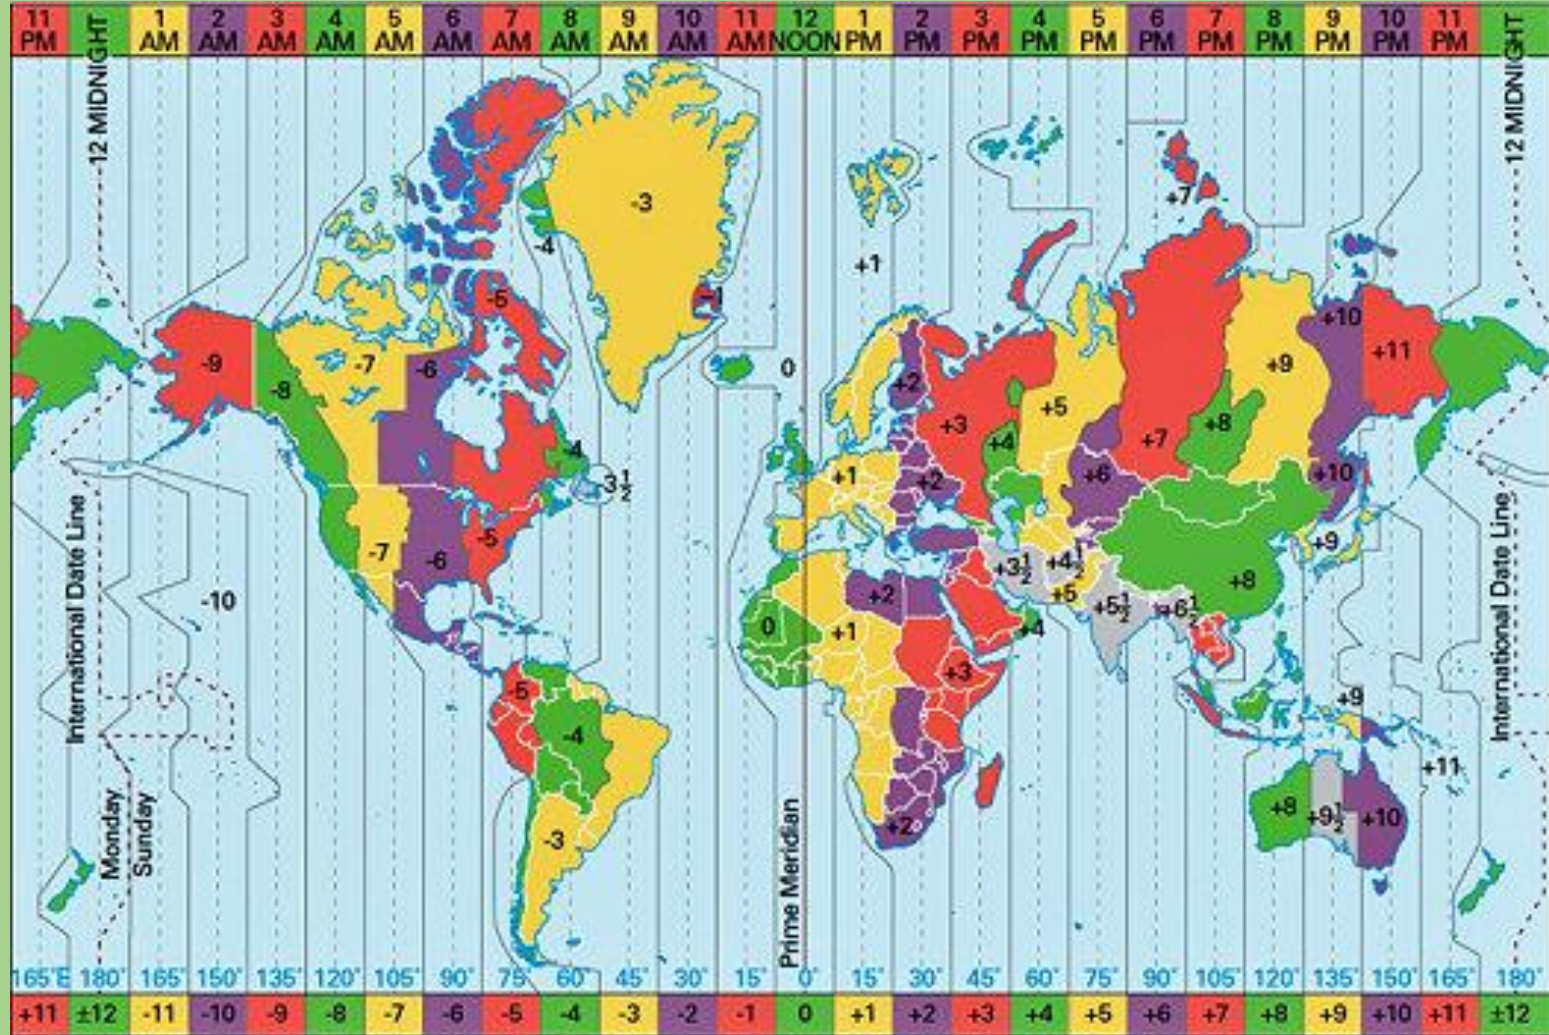 11 PM
12 MIDNIGHT
1 AM
2 AM
3 AM
4 AM
5 AM
6 AM
7 AM
8 AM
9 AM
10 AM
11 AM
12 NOON
1 PM
2 PM
3 PM
4 PM
5 PM
6 PM
7 PM
8 PM
9 PM
10 PM
11 PM
12 MIDNIGHT
-3
+7
-4
+1
-5
-1
+10
-9
-8
-7
-6
0
+2
+9
+11
+5
+3
+4
+8
+7
-4
3½
+1
+2
+6
+10
International Date Line
-10
-7
-6
-5
+3½
+4½
+5
+5½
+6½
+8
+9
International Date Line
0
+1
+2
+4
+3
-5
-4
+9
+11
Monday
Sunday
-3
Prime Meridian
+2
+8
+9½
+10
165°E 180° 165° 150° 135° 120° 105° 90° 75° 60° 45° 30° 15° 0° 15° 30° 45° 60° 75° 90° 105° 120° 135° 150° 165° 180°
+11 ±12 -11 -10 -9 -8 -7 -6 -5 -4 -3 -2 -1 0 +1 +2 +3 +4 +5 +6 +7 +8 +9 +10 +11 ±12